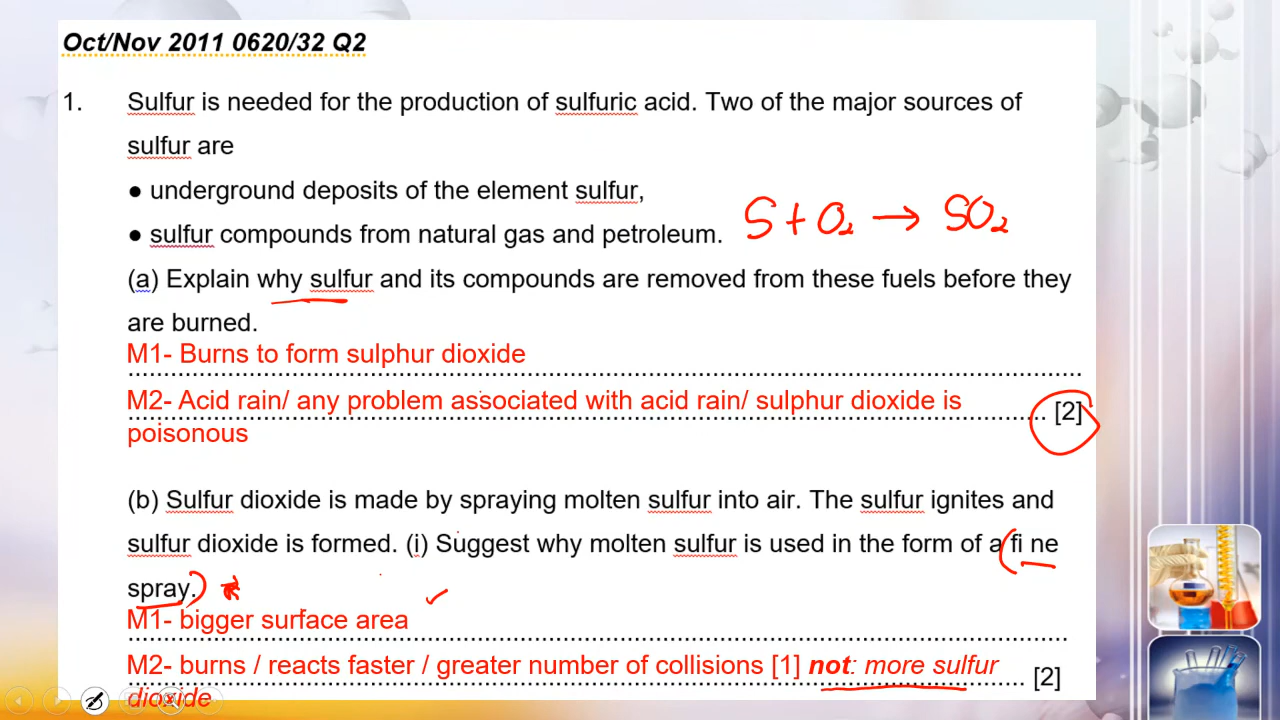 Oct/Nov 2011 0620/32 Q2
1. Sulfur is needed for the production of sulfuric acid. Two of the major sources of
sulfur are
● underground deposits of the element sulfur,
● sulfur compounds from natural gas and petroleum.
S + O₂ → SO₂
(a) Explain why sulfur and its compounds are removed from these fuels before they
are burned.
M1- Burns to form sulphur dioxide
M2- Acid rain/ any problem associated with acid rain/ sulphur dioxide is
[2]
poisonous
(b) Sulfur dioxide is made by spraying molten sulfur into air. The sulfur ignites and
sulfur dioxide is formed. (i) Suggest why molten sulfur is used in the form of a fi ne
spray.
M1- bigger surface area
M2- burns / reacts faster / greater number of collisions [1] not: more sulfur
[2]
dioxide